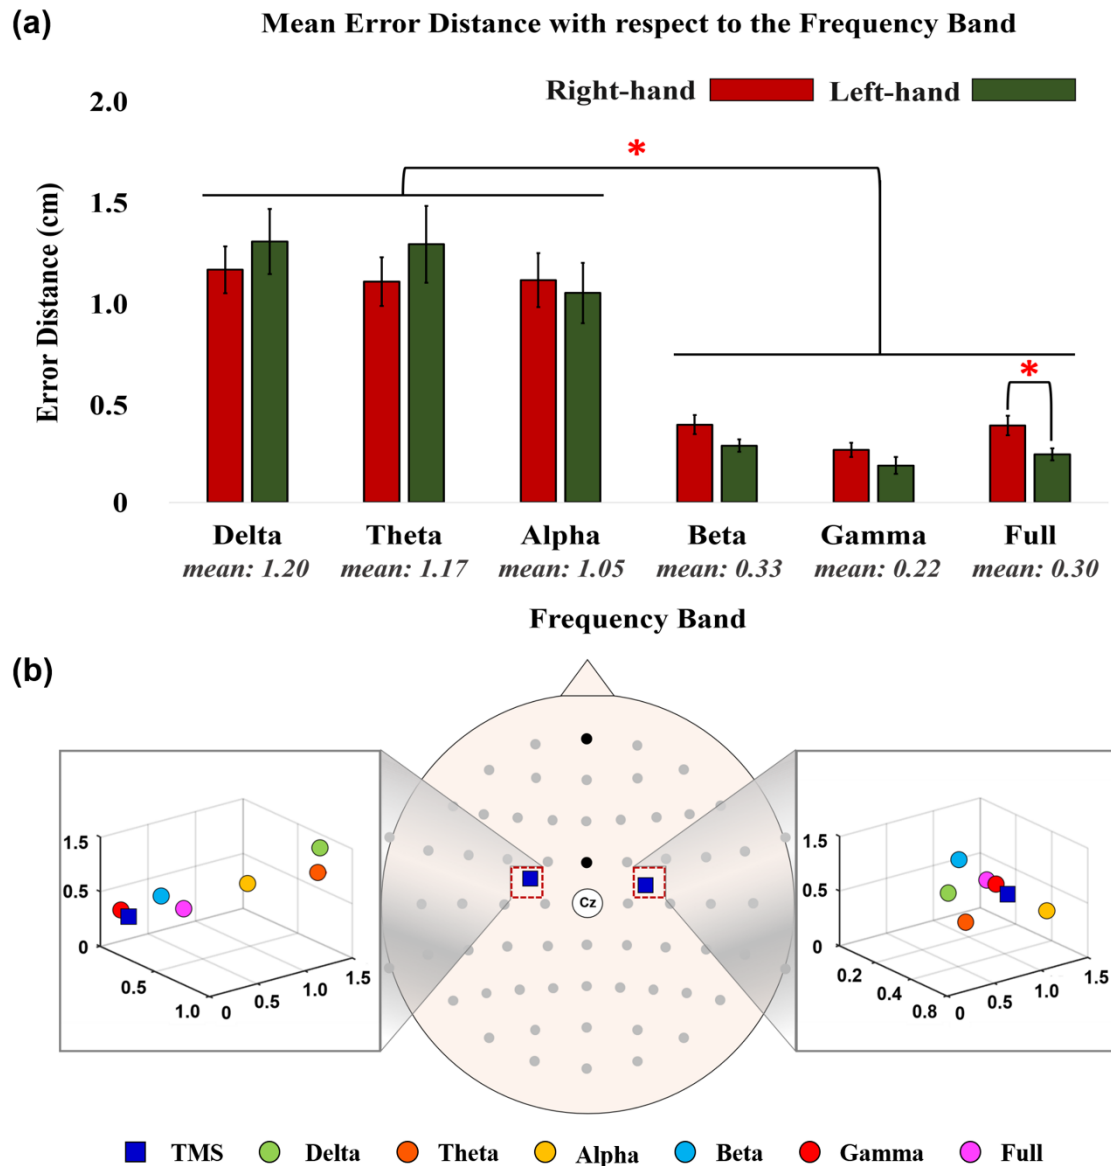 (a)
Mean Error Distance with respect to the Frequency Band
Right-hand Left-hand
Error Distance (cm)
2.0
1.5
1.0
0.5
0
*
*
Delta Theta Alpha Beta Gamma Full
mean: 1.20 mean: 1.17 mean: 1.05 mean: 0.33 mean: 0.22 mean: 0.30
Frequency Band
(b)
1.5
0.5
0
0.5
1.0
0
0.5
1.0
1.5
Cz
1.5
0.5
0
0.2
0.4
0.8
0
0.5
1.0
1.5
TMS Delta Theta Alpha Beta Gamma Full